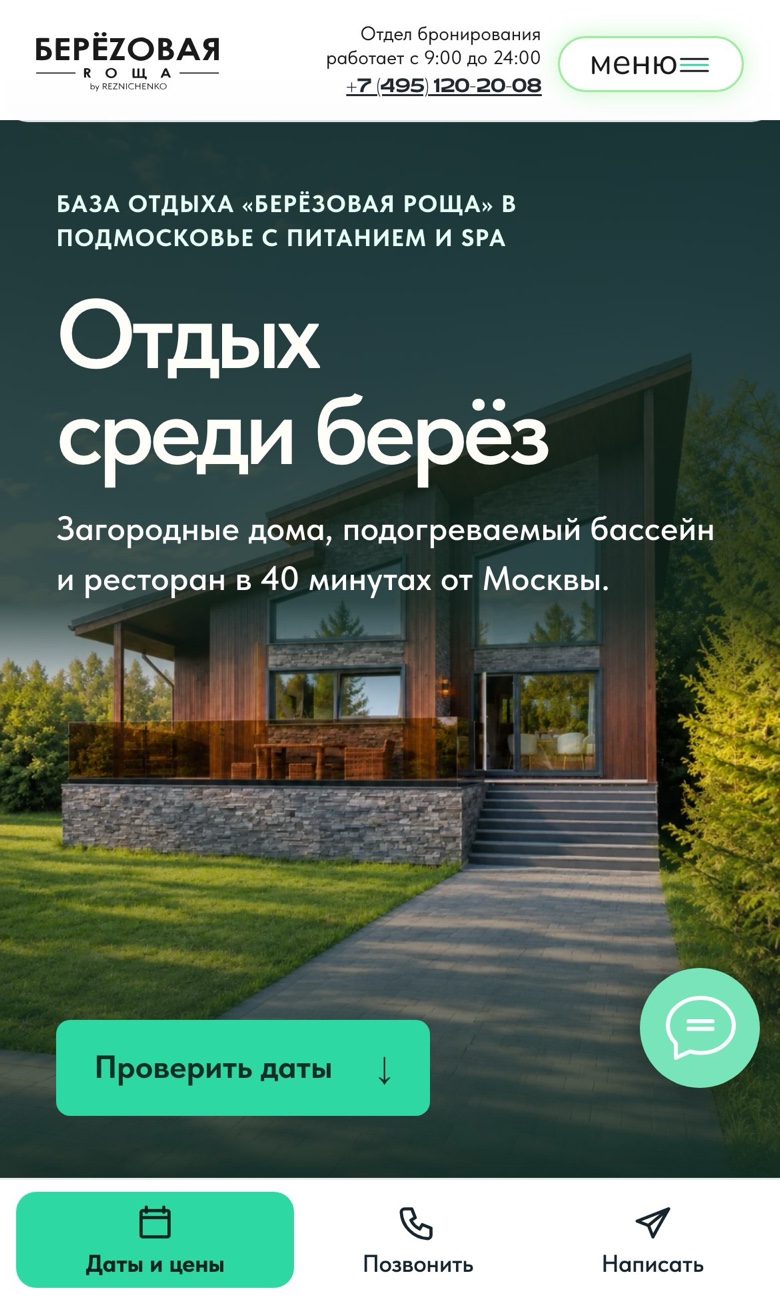 БЕРЁZОВАЯ
РОЩА
by REZNICHENKO
Отдел бронирования
работает с 9:00 до 24:00
+7 (495) 120-20-08
меню
БАЗА ОТДЫХА «БЕРЁЗОВАЯ РОЩА» В
ПОДМОСКОВЬЕ С ПИТАНИЕМ И SPA
Отдых
среди берёз
Загородные дома, подогреваемый бассейн
и ресторан в 40 минутах от Москвы.
Проверить даты ↓
Даты и цены
Позвонить
Написать